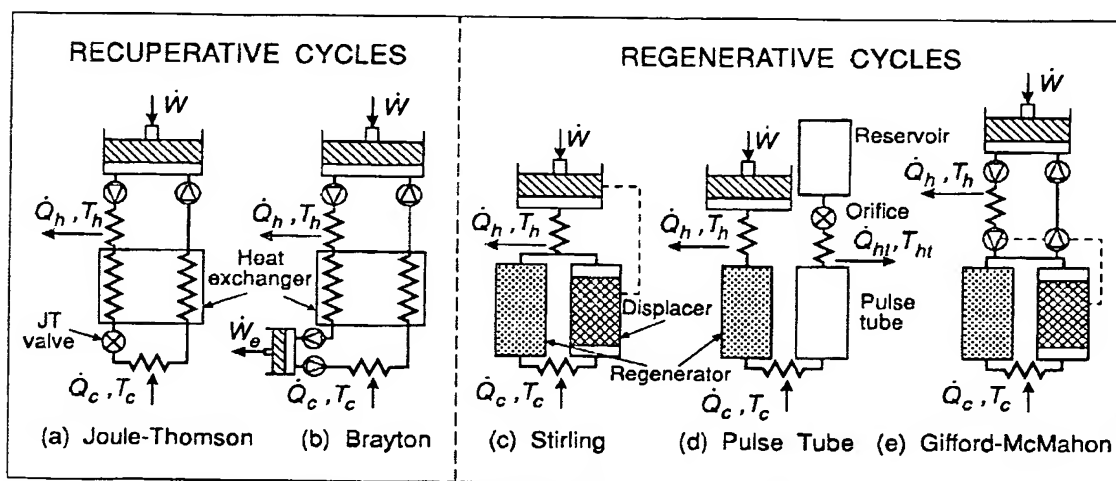 RECUPERATIVE CYCLES
Ẇ
Ẇ
Q̇h , Th
Q̇h , Th
Heat
exchanger
JT
valve
Ẇe
Q̇c , Tc
Q̇c , Tc
(a) Joule-Thomson
(b) Brayton
REGENERATIVE CYCLES
Ẇ
Ẇ
Ẇ
Reservoir
Q̇h , Th
Q̇h , Th
Q̇h , Th
Orifice
Q̇ht, Tht
Displacer
Pulse
tube
Regenerator
Q̇c , Tc
Q̇c , Tc
Q̇c , Tc
(c) Stirling
(d) Pulse Tube
(e) Gifford-McMahon